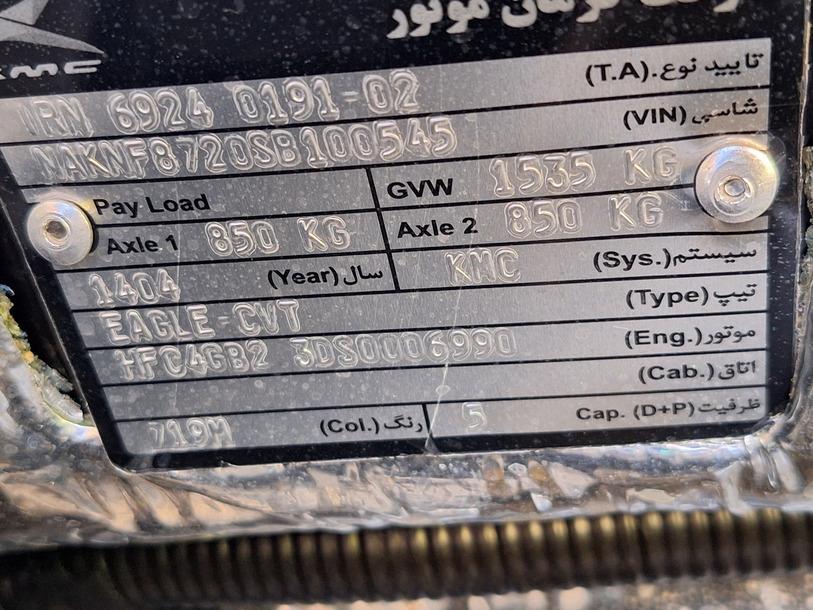 کرمان موتور
KMC
IRN 6924 0191-02 تایید نوع.(T.A)
NAKNF8720SB100545 شاسی (VIN)
Pay Load GVW 1535 KG
Axle 1 850 KG Axle 2 850 KG
1404 سال (Year) KMC سیستم(Sys.)
EAGLE-CVT تیپ (Type)
HFC4GB2 3DS0006990 موتور(Eng.)
اتاق(Cab.)
719M رنگ (Col.) 5 Cap. (D+P) ظرفیت